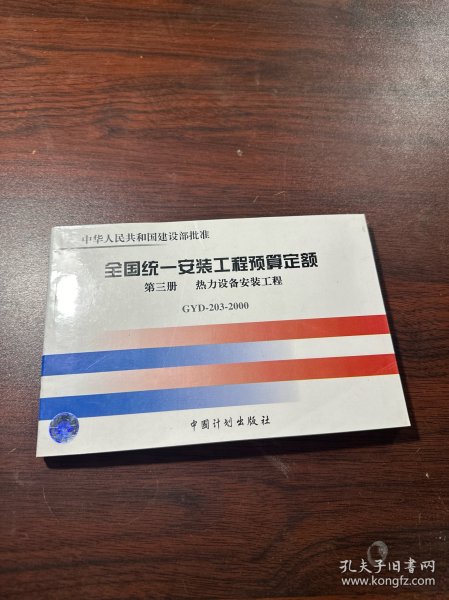 中华人民共和国建设部批准
全国统一安装工程预算定额
第三册 热力设备安装工程
GYD-203-2000
中国计划出版社
孔夫子旧书网
www.kongfz.com